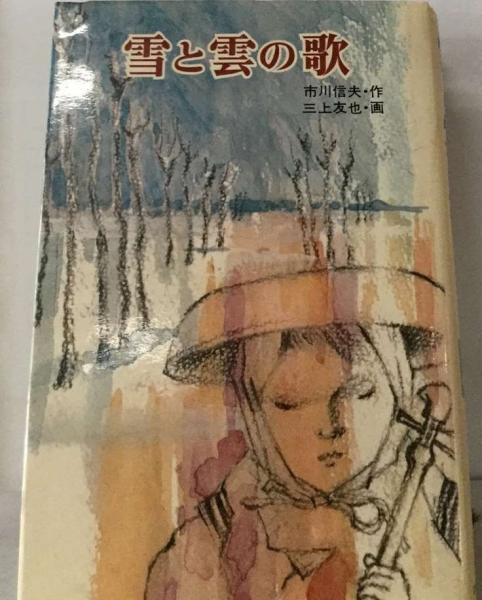 雪と雲の歌
市川信夫・作
三上友也・画